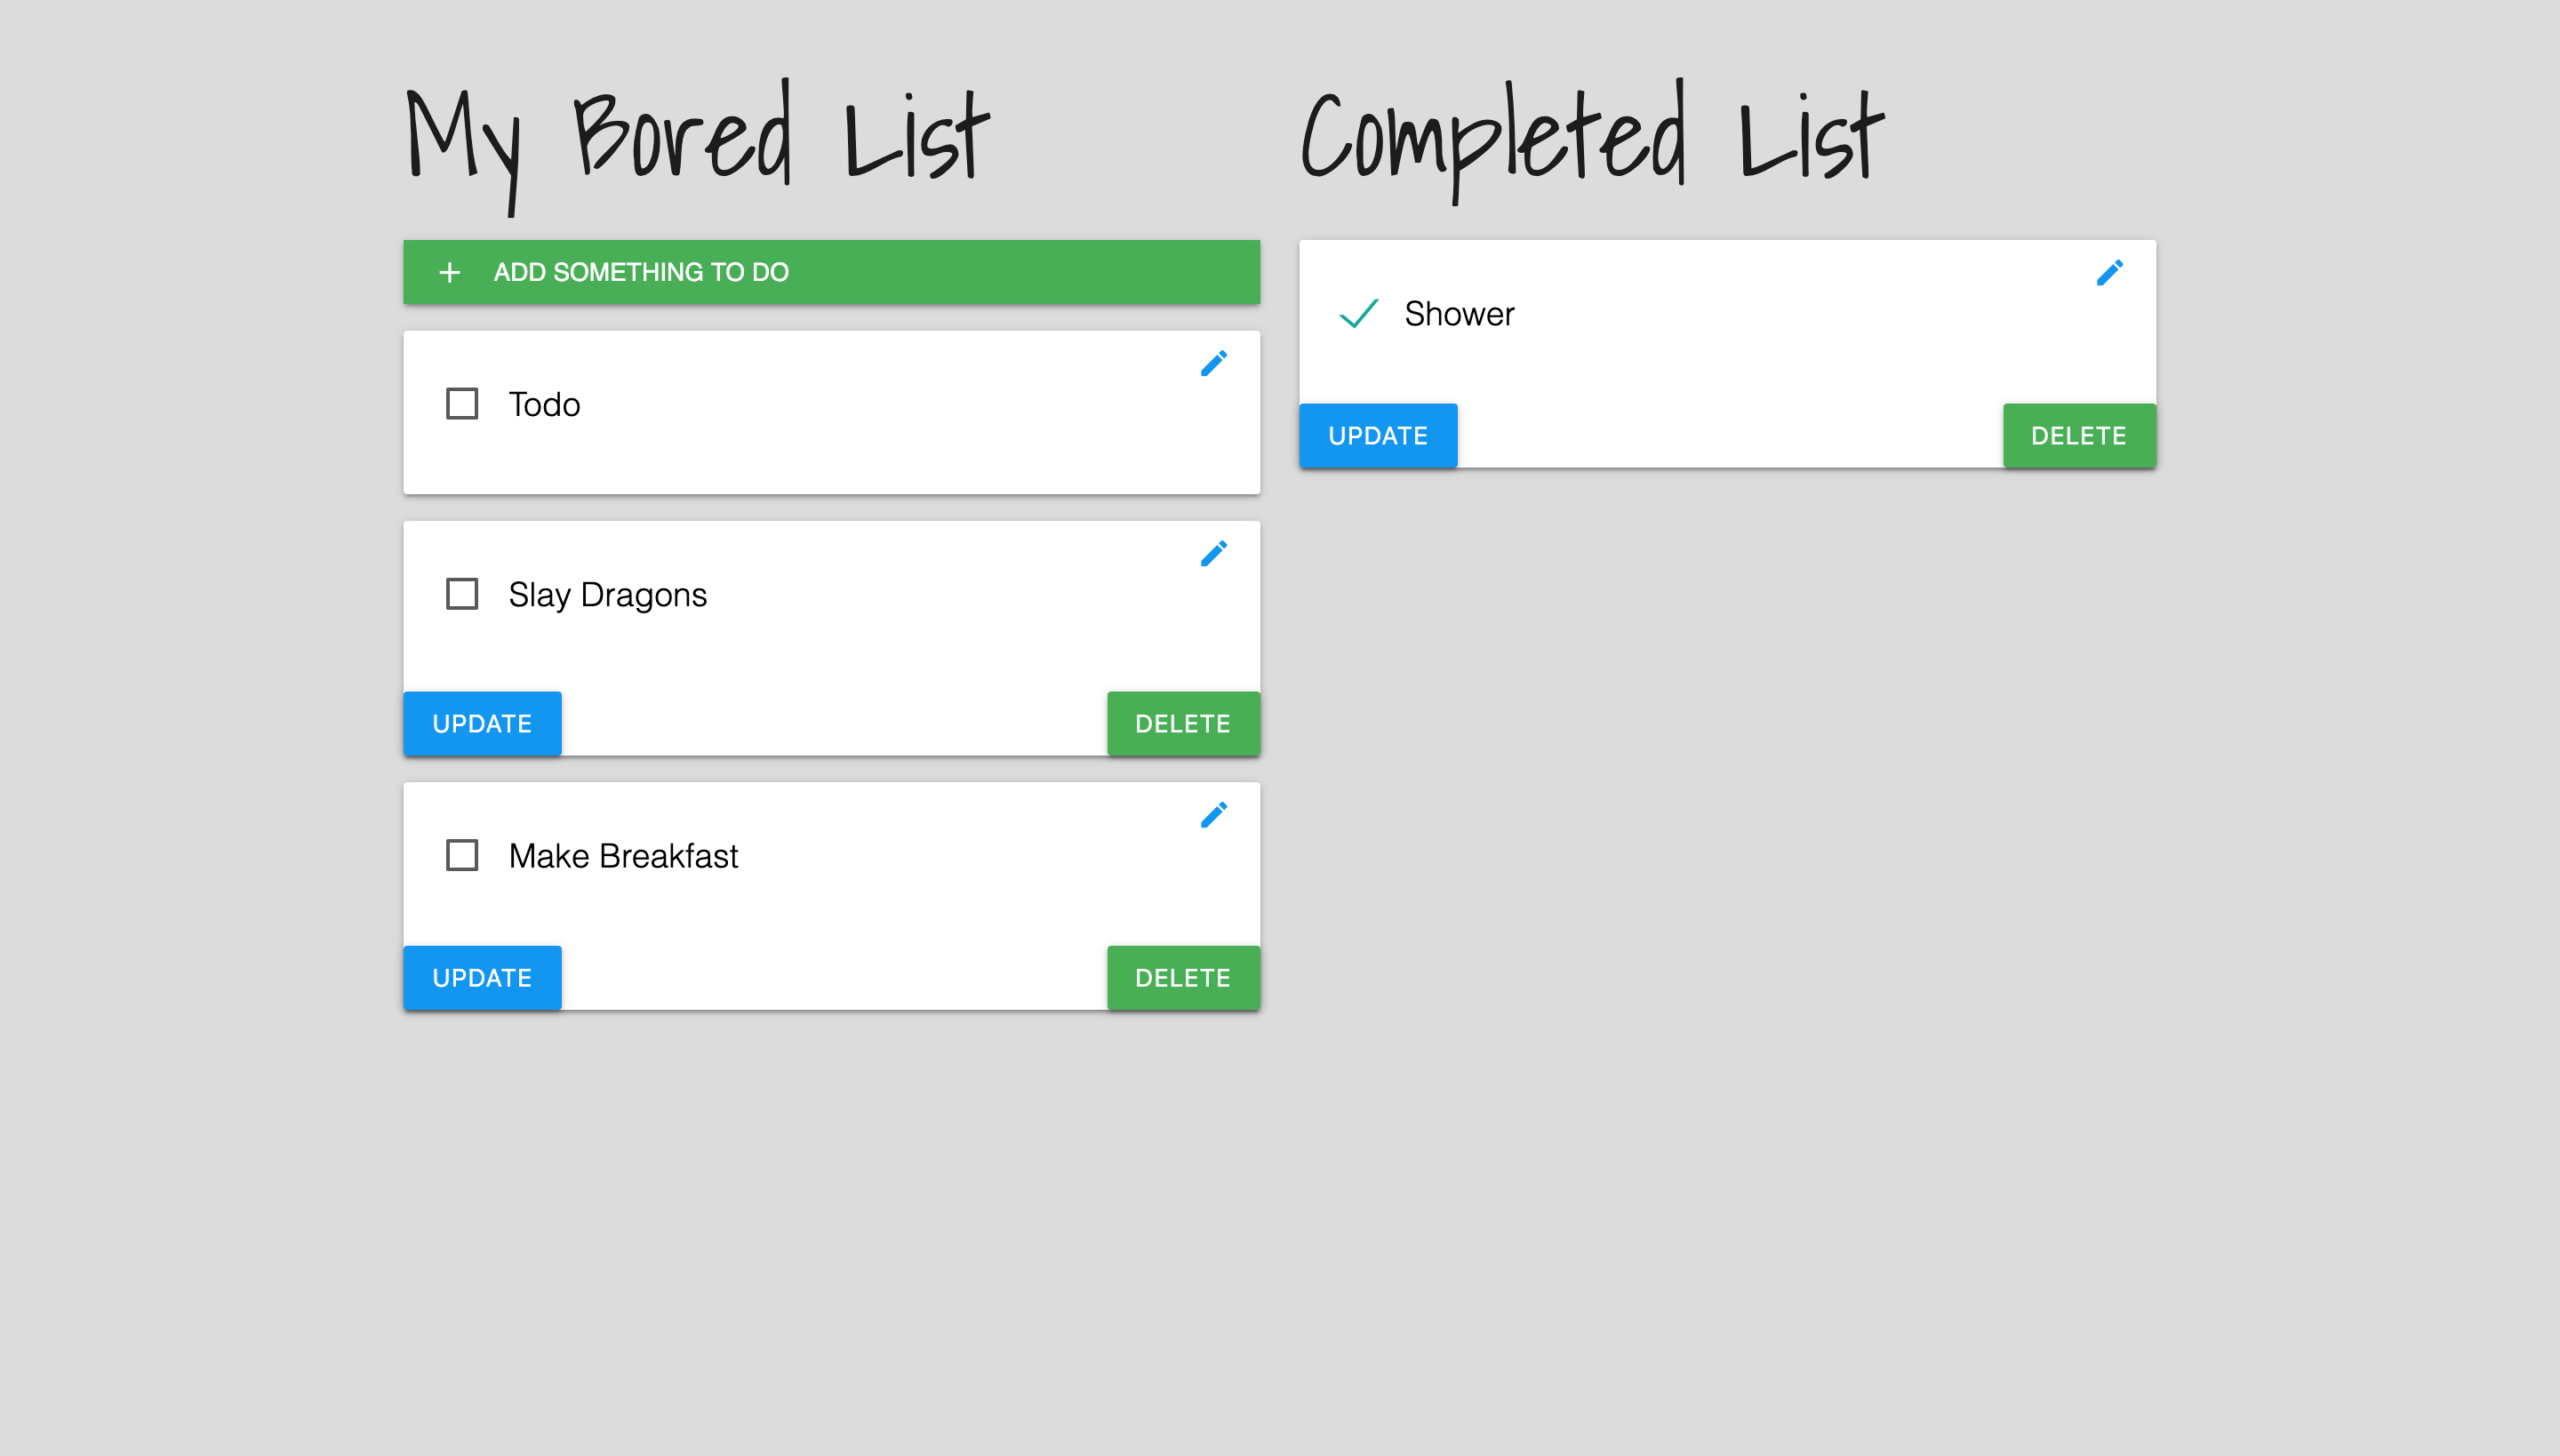 My Bored List
ADD SOMETHING TO DO
Todo
Slay Dragons
UPDATE DELETE
Make Breakfast
UPDATE DELETE
Completed List
Shower
UPDATE DELETE